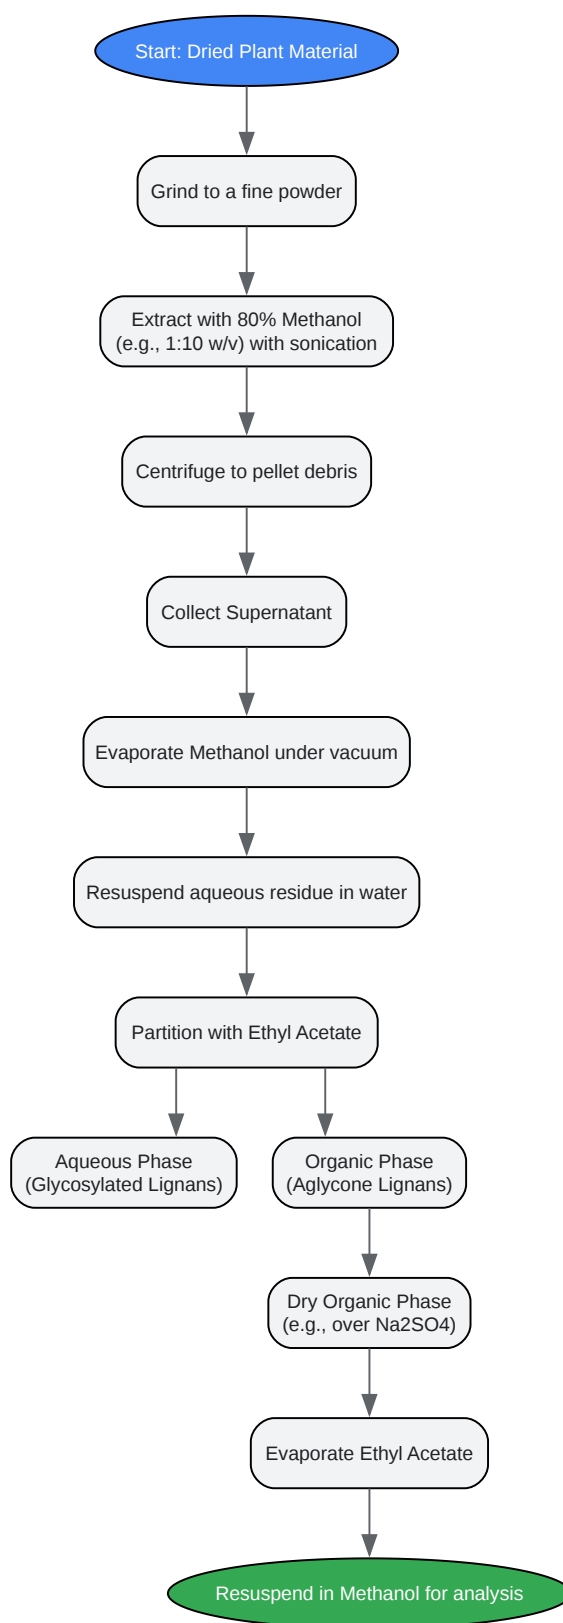 Start: Dried Plant Material
Grind to a fine powder
Extract with 80% Methanol
(e.g., 1:10 w/v) with sonication
Centrifuge to pellet debris
Collect Supernatant
Evaporate Methanol under vacuum
Resuspend aqueous residue in water
Partition with Ethyl Acetate
Aqueous Phase
(Glycosylated Lignans)
Organic Phase
(Aglycone Lignans)
Dry Organic Phase
(e.g., over Na2SO4)
Evaporate Ethyl Acetate
Resuspend in Methanol for analysis